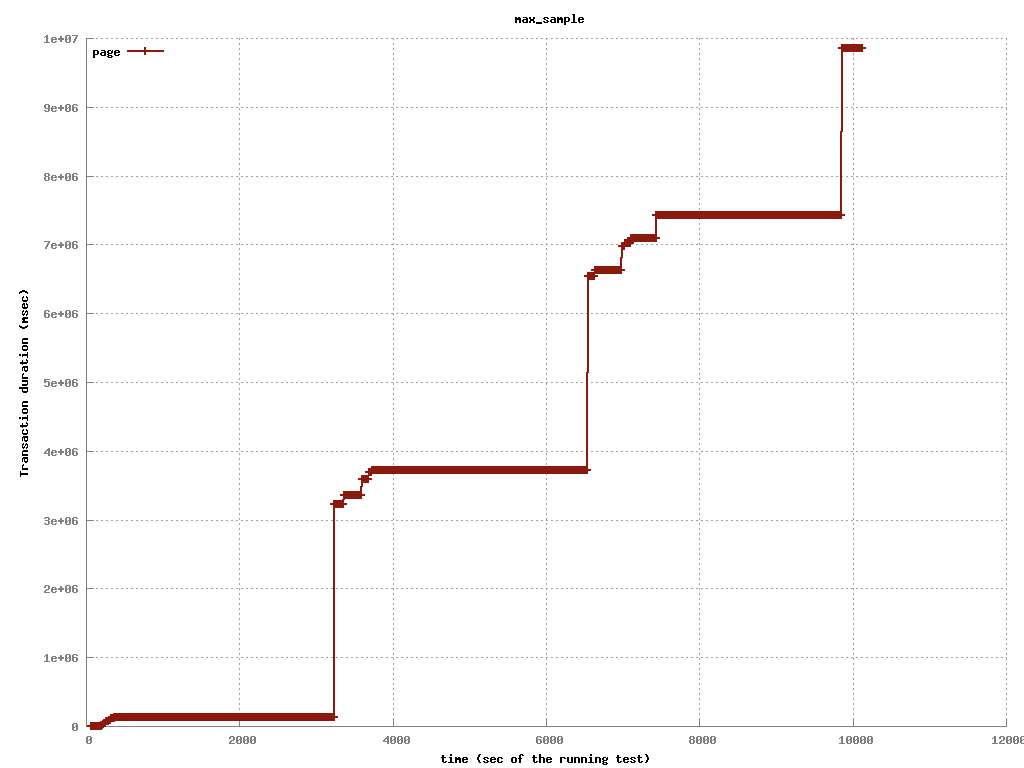 max_sample
page
1e+07
9e+06
8e+06
7e+06
6e+06
5e+06
4e+06
3e+06
2e+06
1e+06
0
Transaction duration (msec)
0 2000 4000 6000 8000 10000 12000
time (sec of the running test)